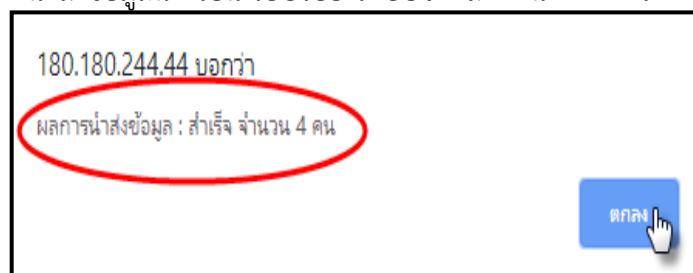 180.180.244.44 บอกว่า
ผลการนำส่งข้อมูล : สำเร็จ จำนวน 4 คน
ตกลง